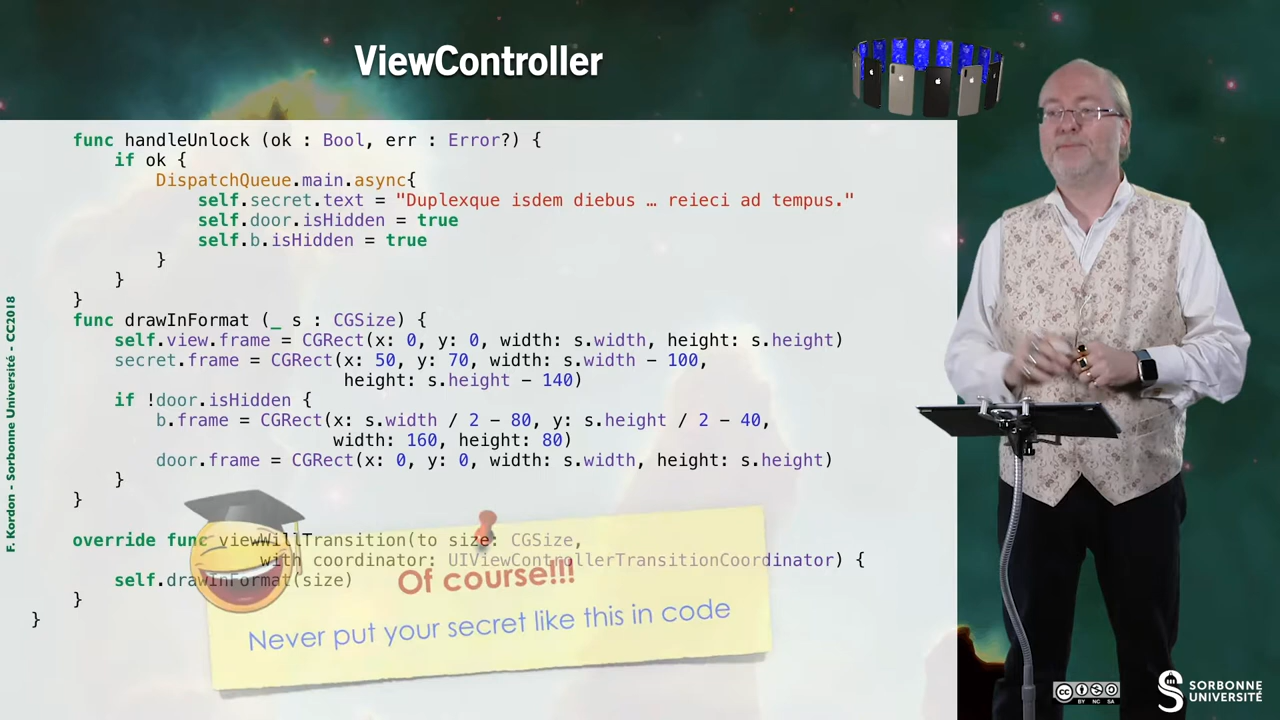 ViewController
func handleUnlock (ok : Bool, err : Error?) {
if ok {
DispatchQueue.main.async{
self.secret.text = "Duplexque isdem diebus … reieci ad tempus."
self.door.isHidden = true
self.b.isHidden = true
}
}
}
func drawInFormat (_ s : CGSize) {
self.view.frame = CGRect(x: 0, y: 0, width: s.width, height: s.height)
secret.frame = CGRect(x: 50, y: 70, width: s.width - 100,
height: s.height - 140)
if !door.isHidden {
b.frame = CGRect(x: s.width / 2 - 80, y: s.height / 2 - 40,
width: 160, height: 80)
door.frame = CGRect(x: 0, y: 0, width: s.width, height: s.height)
}
}
override func viewWillTransition(to size: CGSize,
with coordinator: UIViewControllerTransitionCoordinator) {
self.drawInFormat(size)
}
}
Of course!!!
Never put your secret like this in code
F. Kordon - Sorbonne Université - CC2018
CC BY NC SA
SORBONNE
UNIVERSITÉ